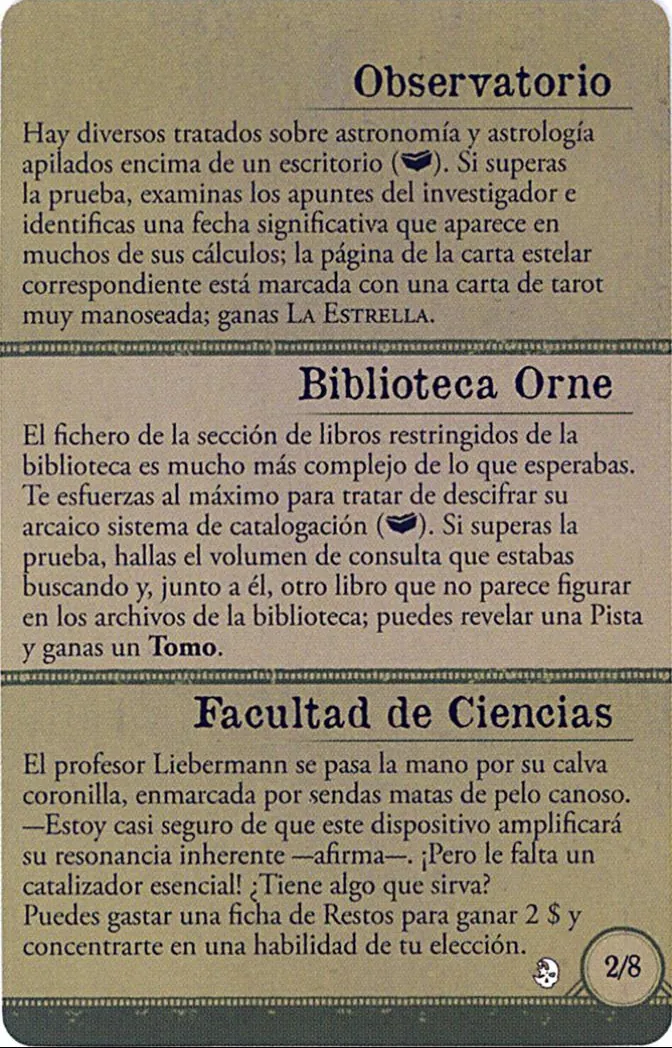 Observatorio
Hay diversos tratados sobre astronomía y astrología
apilados encima de un escritorio ( ). Si superas
la prueba, examinas los apuntes del investigador e
identificas una fecha significativa que aparece en
muchos de sus cálculos; la página de la carta estelar
correspondiente está marcada con una carta de tarot
muy manoseada; ganas LA ESTRELLA.
Biblioteca Orne
El fichero de la sección de libros restringidos de la
biblioteca es mucho más complejo de lo que esperabas.
Te esfuerzas al máximo para tratar de descifrar su
arcaico sistema de catalogación ( ). Si superas la
prueba, hallas el volumen de consulta que estabas
buscando y, junto a él, otro libro que no parece figurar
en los archivos de la biblioteca; puedes revelar una Pista
y ganas un Tomo.
Facultad de Ciencias
El profesor Liebermann se pasa la mano por su calva
coronilla, enmarcada por sendas matas de pelo canoso.
—Estoy casi seguro de que este dispositivo amplificará
su resonancia inherente —afirma—. ¡Pero le falta un
catalizador esencial! ¿Tiene algo que sirva?
Puedes gastar una ficha de Restos para ganar 2 $ y
concentrarte en una habilidad de tu elección.
2/8